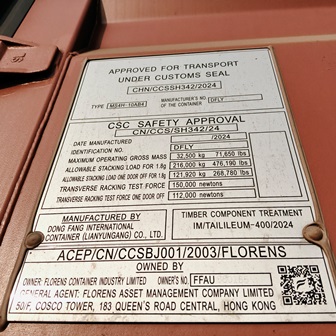 APPROVED FOR TRANSPORT
UNDER CUSTOMS SEAL
CHN/CCSSH342/2024
TYPE MS4H-10AB4 MANUFACTURER'S NO. OF THE CONTAINER DFLY
CSC SAFETY APPROVAL
CN/CCS/SH342/24
DATE MANUFACTURED /2024
IDENTIFICATION NO. DFLY
MAXIMUM OPERATING GROSS MASS 32,500 kg 71,650 lbs
ALLOWABLE STACKING LOAD FOR 1.8g 216,000 kg 476,190 lbs
ALLOWABLE STACKING LOAD ONE DOOR OFF FOR 1.8g 121,920 kg 268,780 lbs
TRANSVERSE RACKING TEST FORCE 150,000 newtons
TRANSVERSE RACKING TEST FORCE ONE DOOR OFF 112,000 newtons
MANUFACTURED BY
DONG FANG INTERNATIONAL
CONTAINER (LIANYUNGANG) CO., LTD.
TIMBER COMPONENT TREATMENT
IM/TAILILEUM-400/2024
ACEP/CN/CCSBJ001/2003/FLORENS
OWNED BY
OWNER: FLORENS CONTAINER INDUSTRY LIMITED OWNER'S NO. FFAU
GENERAL AGENT: FLORENS ASSET MANAGEMENT COMPANY LIMITED
50/F, COSCO TOWER, 183 QUEEN'S ROAD CENTRAL, HONG KONG